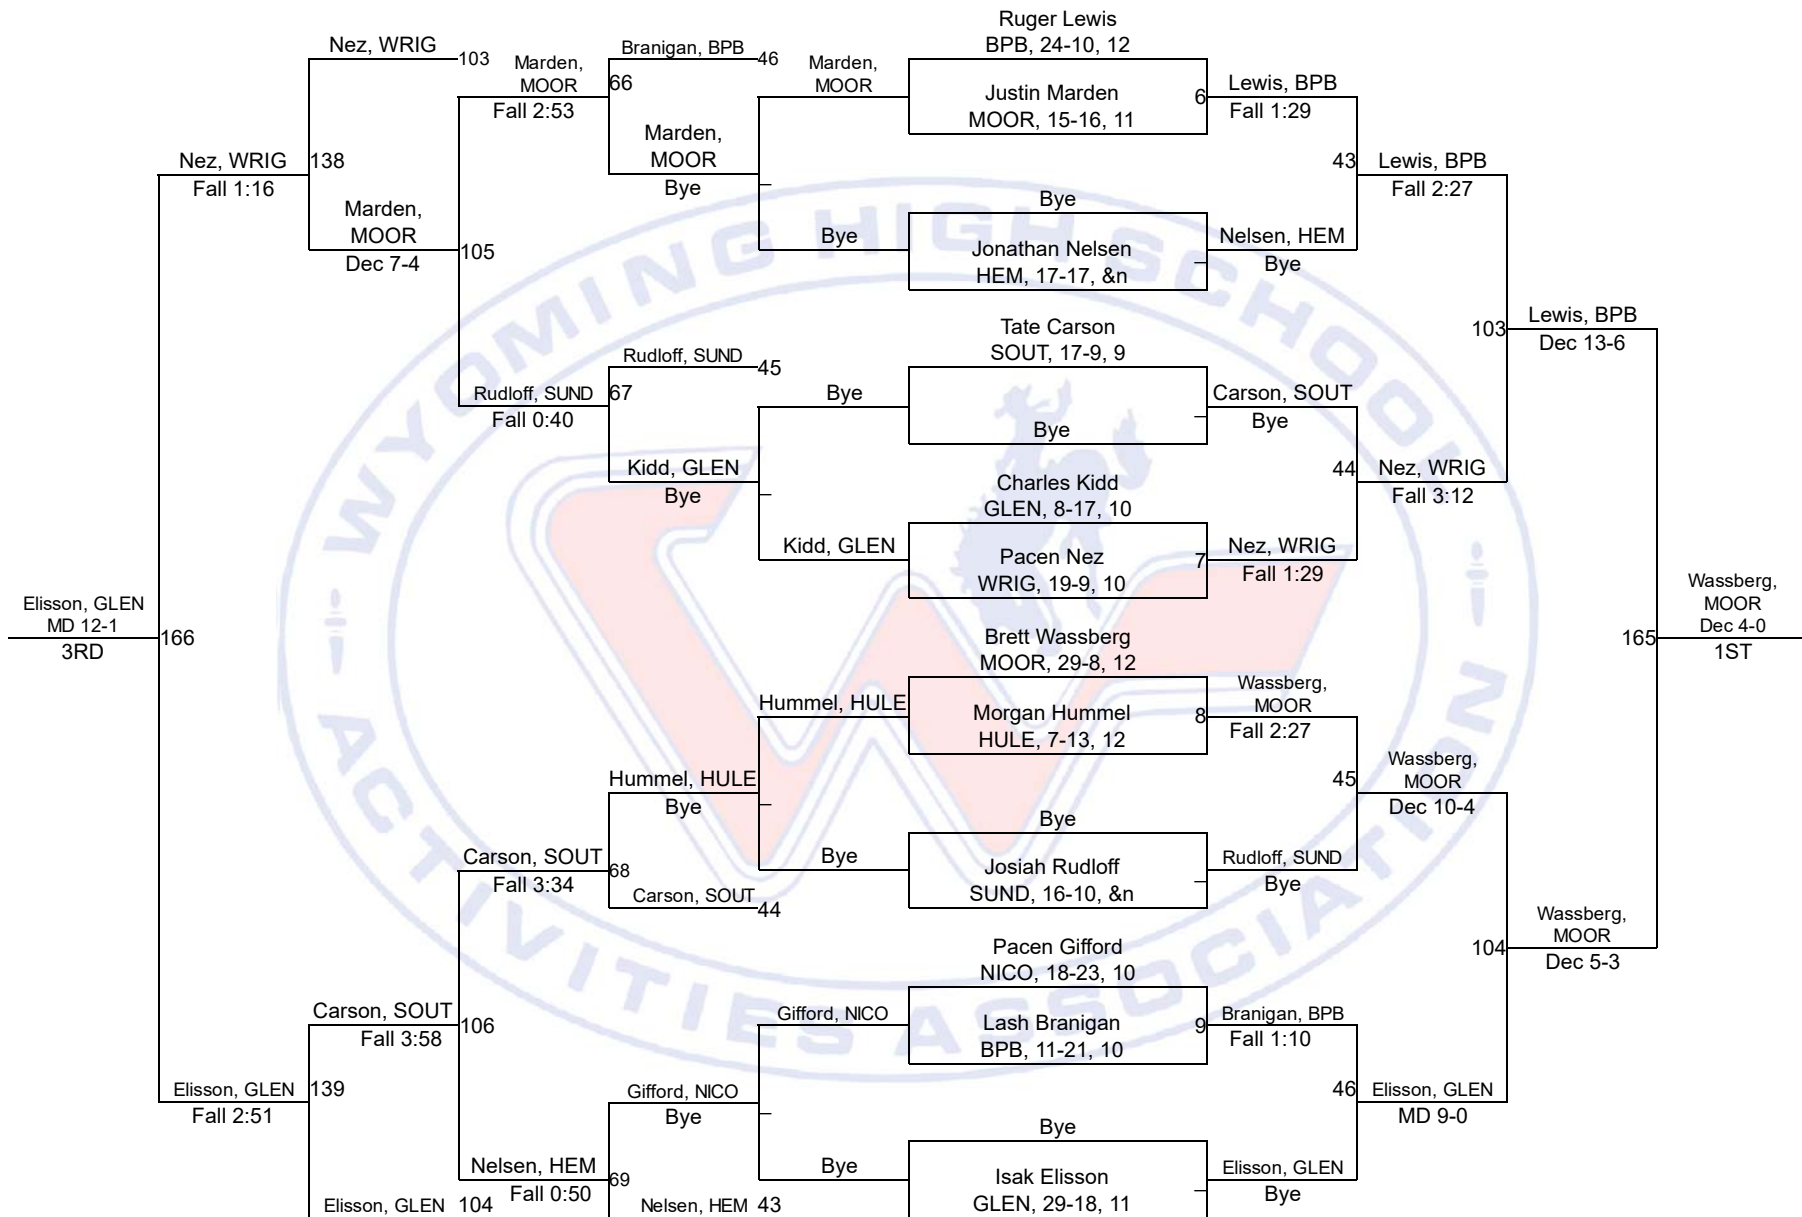 Ruger Lewis
BPB, 24-10, 12
Nez, WRIG
103
Marden,
MOOR
Fall 2:53
Branigan, BPB
46
66
Marden,
MOOR
Justin Marden
MOOR, 15-16, 11
6
Lewis, BPB
Fall 1:29
Marden,
MOOR
Bye
Nez, WRIG
Fall 1:16
138
43
Lewis, BPB
Fall 2:27
Marden,
MOOR
Dec 7-4
105
Bye
Bye
Jonathan Nelsen
HEM, 17-17, &n
Nelsen, HEM
Bye
Tate Carson
SOUT, 17-9, 9
103
Lewis, BPB
Dec 13-6
Rudloff, SUND
45
Rudloff, SUND
Fall 0:40
67
Bye
Bye
Carson, SOUT
Bye
Kidd, GLEN
Bye
Charles Kidd
GLEN, 8-17, 10
44
Nez, WRIG
Fall 3:12
Kidd, GLEN
Pacen Nez
WRIG, 19-9, 10
7
Nez, WRIG
Fall 1:29
Elisson, GLEN
MD 12-1
3RD
166
Brett Wassberg
MOOR, 29-8, 12
165
Wassberg,
MOOR
Dec 4-0
1ST
Hummel, HULE
Morgan Hummel
HULE, 7-13, 12
8
Wassberg,
MOOR
Fall 2:27
Hummel, HULE
Bye
45
Wassberg,
MOOR
Dec 10-4
Bye
Carson, SOUT
Fall 3:34
68
Bye
Josiah Rudloff
SUND, 16-10, &n
Rudloff, SUND
Bye
Carson, SOUT
44
Pacen Gifford
NICO, 18-23, 10
104
Wassberg,
MOOR
Dec 5-3
Carson, SOUT
Fall 3:58
106
Gifford, NICO
Lash Branigan
BPB, 11-21, 10
9
Branigan, BPB
Fall 1:10
Elisson, GLEN
Fall 2:51
139
Gifford, NICO
Bye
46
Elisson, GLEN
MD 9-0
Bye
Nelsen, HEM
Fall 0:50
69
Bye
Isak Elisson
GLEN, 29-18, 11
Elisson, GLEN
Bye
Elisson, GLEN
104
Nelsen, HEM
43
WYOMING HIGH SCHOOL
ACTIVITIES ASSOCIATION